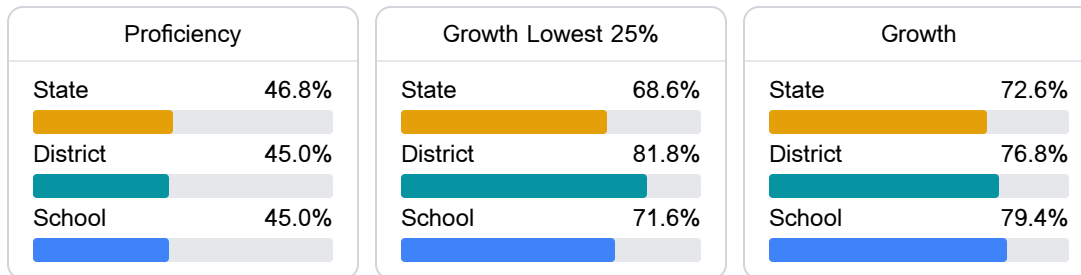 Proficiency
State 46.8%
District 45.0%
School 45.0%
Growth Lowest 25%
State 68.6%
District 81.8%
School 71.6%
Growth
State 72.6%
District 76.8%
School 79.4%